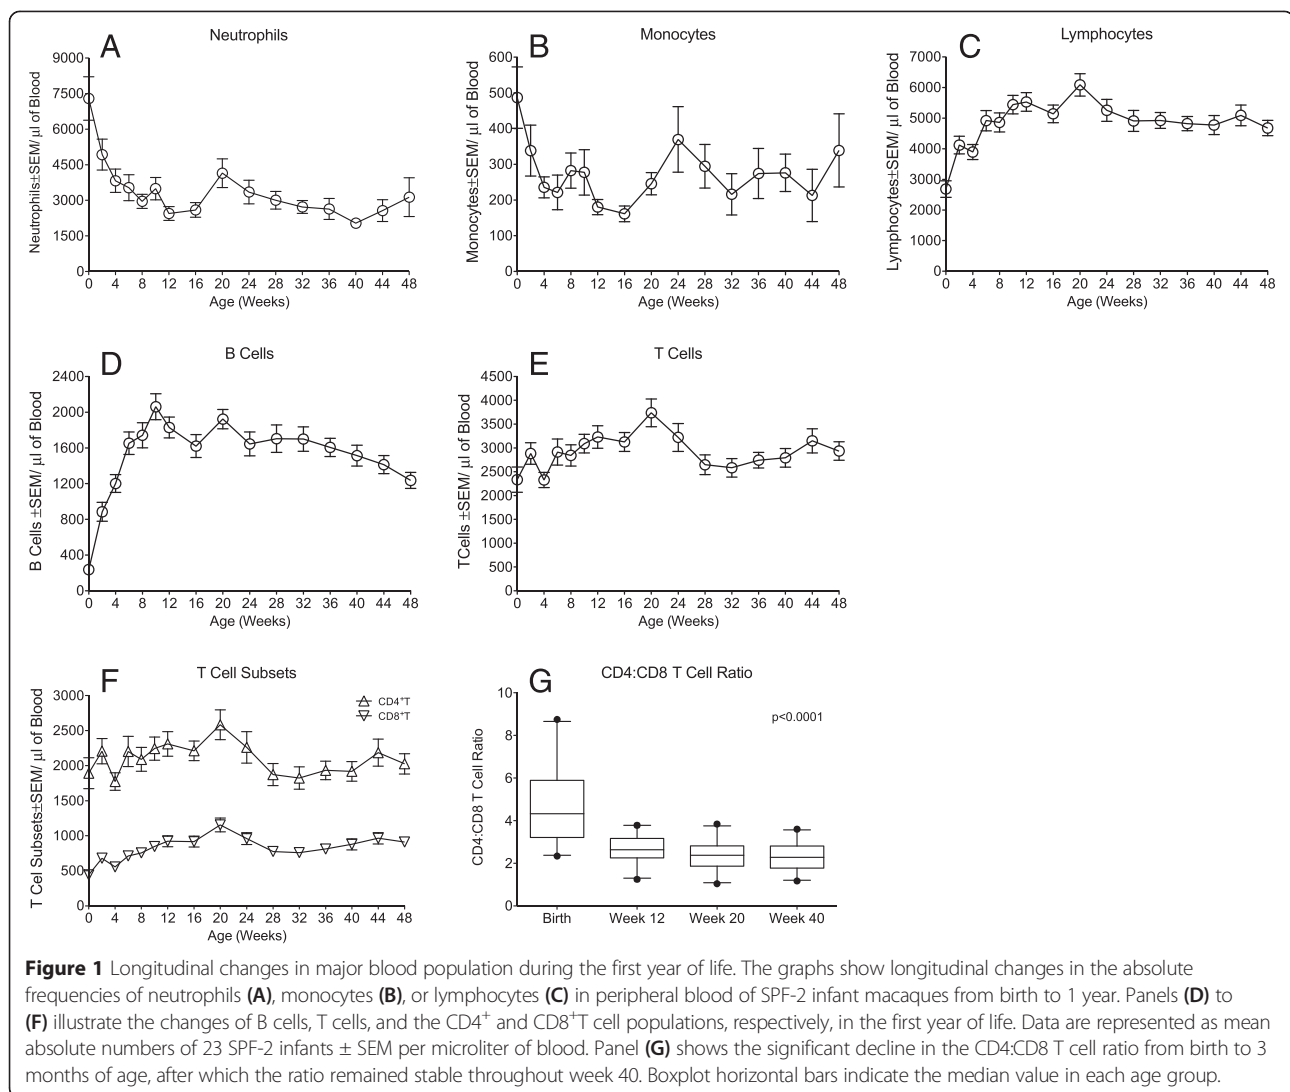 A
Neutrophils
Neutrophils±SEM/ µl of Blood
9000
7500
6000
4500
3000
1500
0
0 4 8 12 16 20 24 28 32 36 40 44 48
Age (Weeks)
B
Monocytes
Monocytes±SEM/ µl of Blood
600
500
400
300
200
100
0
0 4 8 12 16 20 24 28 32 36 40 44 48
Age (Weeks)
C
Lymphocytes
Lymphocytes±SEM/ µl of Blood
7000
6000
5000
4000
3000
2000
1000
0
0 4 8 12 16 20 24 28 32 36 40 44 48
Age (Weeks)
D
B Cells
B Cells ±SEM/ µl of Blood
2400
2000
1600
1200
800
400
0
0 4 8 12 16 20 24 28 32 36 40 44 48
Age (Weeks)
E
T Cells
TCells ±SEM/ µl of Blood
4500
4000
3500
3000
2500
2000
1500
1000
500
0
0 4 8 12 16 20 24 28 32 36 40 44 48
Age (Weeks)
F
T Cell Subsets
T Cel Subsets±SEM/ µl of Blood
CD4⁺T
CD8⁺T
3000
2500
2000
1500
1000
500
0
0 4 8 12 16 20 24 28 32 36 40 44 48
Age (Weeks)
G
CD4:CD8 T Cell Ratio
CD4:CD8 T Cell Ratio
p<0.0001
10
8
6
4
2
0
Birth Week 12 Week 20 Week 40
Figure 1 Longitudinal changes in major blood population during the first year of life. The graphs show longitudinal changes in the absolute
frequencies of neutrophils (A), monocytes (B), or lymphocytes (C) in peripheral blood of SPF-2 infant macaques from birth to 1 year. Panels (D) to
(F) illustrate the changes of B cells, T cells, and the CD4⁺ and CD8⁺T cell populations, respectively, in the first year of life. Data are represented as mean
absolute numbers of 23 SPF-2 infants ± SEM per microliter of blood. Panel (G) shows the significant decline in the CD4:CD8 T cell ratio from birth to 3
months of age, after which the ratio remained stable throughout week 40. Boxplot horizontal bars indicate the median value in each age group.